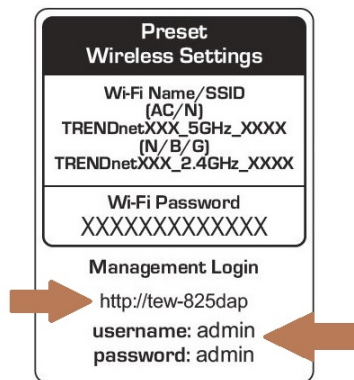 Preset
Wireless Settings
Wi-Fi Name/SSID
(AC/N)
TRENDnetXXX_5GHz_XXXX
(N/B/G)
TRENDnetXXX_2.4GHz_XXXX
Wi-Fi Password
XXXXXXXXXXXXX
Management Login
http://tew-825dap
username: admin
password: admin